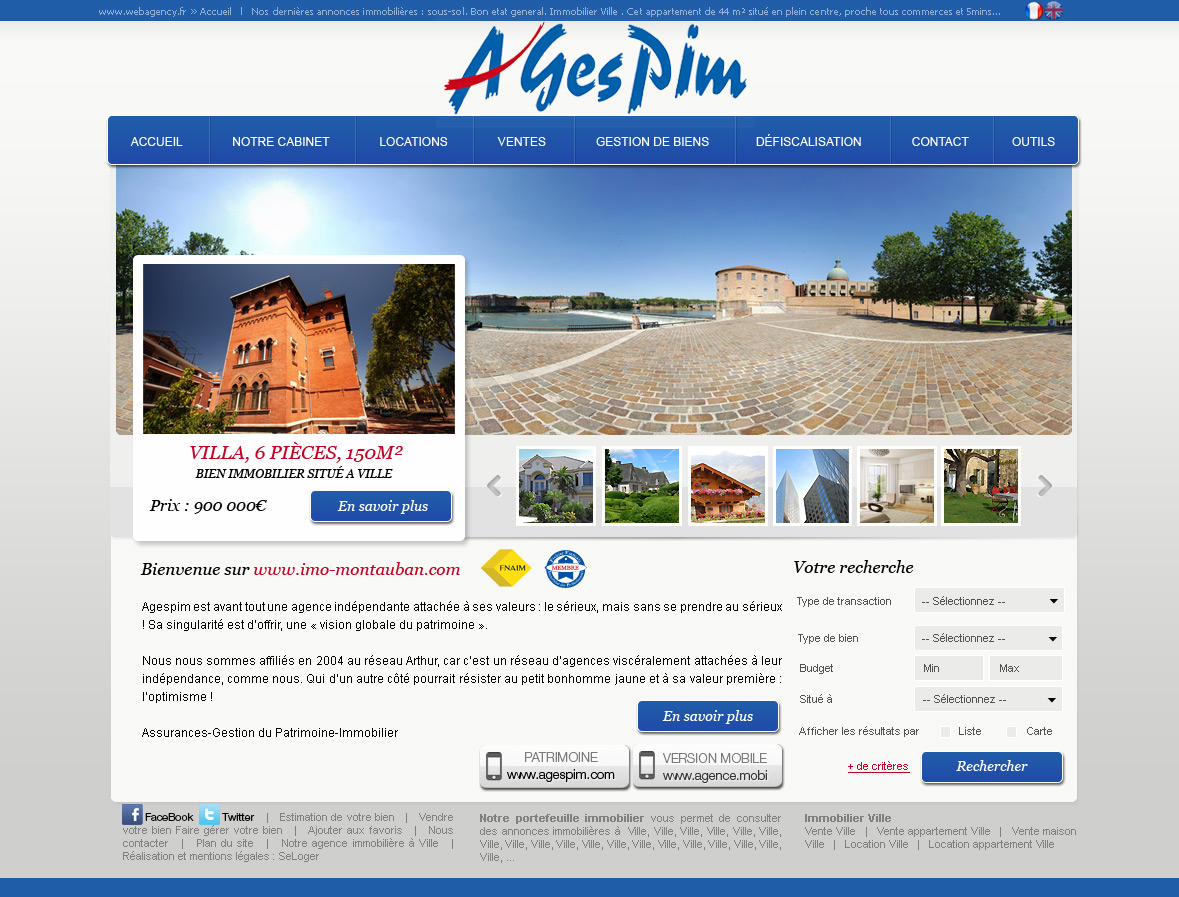 www.webagency.fr >> Accueil | Nos dernières annonces immobilières : sous-sol. Bon etat general. Immobilier Ville . Cet appartement de 44 m² situé en plein centre, proche tous commerces et 5mins...
A'GesPim
ACCUEIL NOTRE CABINET LOCATIONS VENTES GESTION DE BIENS DÉFISCALISATION CONTACT OUTILS
VILLA, 6 PIÈCES, 150M²
BIEN IMMOBILIER SITUÉ A VILLE
Prix : 900 000€ En savoir plus
Bienvenue sur www.imo-montauban.com
FNAIM
MEMBRE
Agespim est avant tout une agence indépendante attachée à ses valeurs : le sérieux, mais sans se prendre au sérieux
! Sa singularité est d'offrir, une « vision globale du patrimoine ».
Nous nous sommes affiliés en 2004 au réseau Arthur, car c'est un réseau d'agences viscéralement attachées à leur
indépendance, comme nous. Qui d'un autre côté pourrait résister au petit bonhomme jaune et à sa valeur première :
l'optimisme !
Assurances-Gestion du Patrimoine-Immobilier
En savoir plus
PATRIMOINE
www.agespim.com
VERSION MOBILE
www.agence.mobi
Votre recherche
Type de transaction -- Sélectionnez --
Type de bien -- Sélectionnez --
Budget Min Max
Situé à -- Sélectionnez --
Afficher les résultats par Liste Carte
+ de critères Rechercher
FaceBook Twitter | Estimation de votre bien | Vendre
votre bien Faire gérer votre bien | Ajouter aux favoris | Nous
contacter | Plan du site | Notre agence immobilière à Ville |
Réalisation et mentions légales : SeLoger
Notre portefeuille immobilier vous permet de consulter
des annonces immobilières à Ville, Ville, Ville, Ville, Ville, Ville,
Ville, Ville, Ville, Ville, Ville, Ville, Ville, Ville, Ville, Ville, Ville, Ville,
Ville, ...
Immobilier Ville
Vente Ville | Vente appartement Ville | Vente maison
Ville | Location Ville | Location appartement Ville